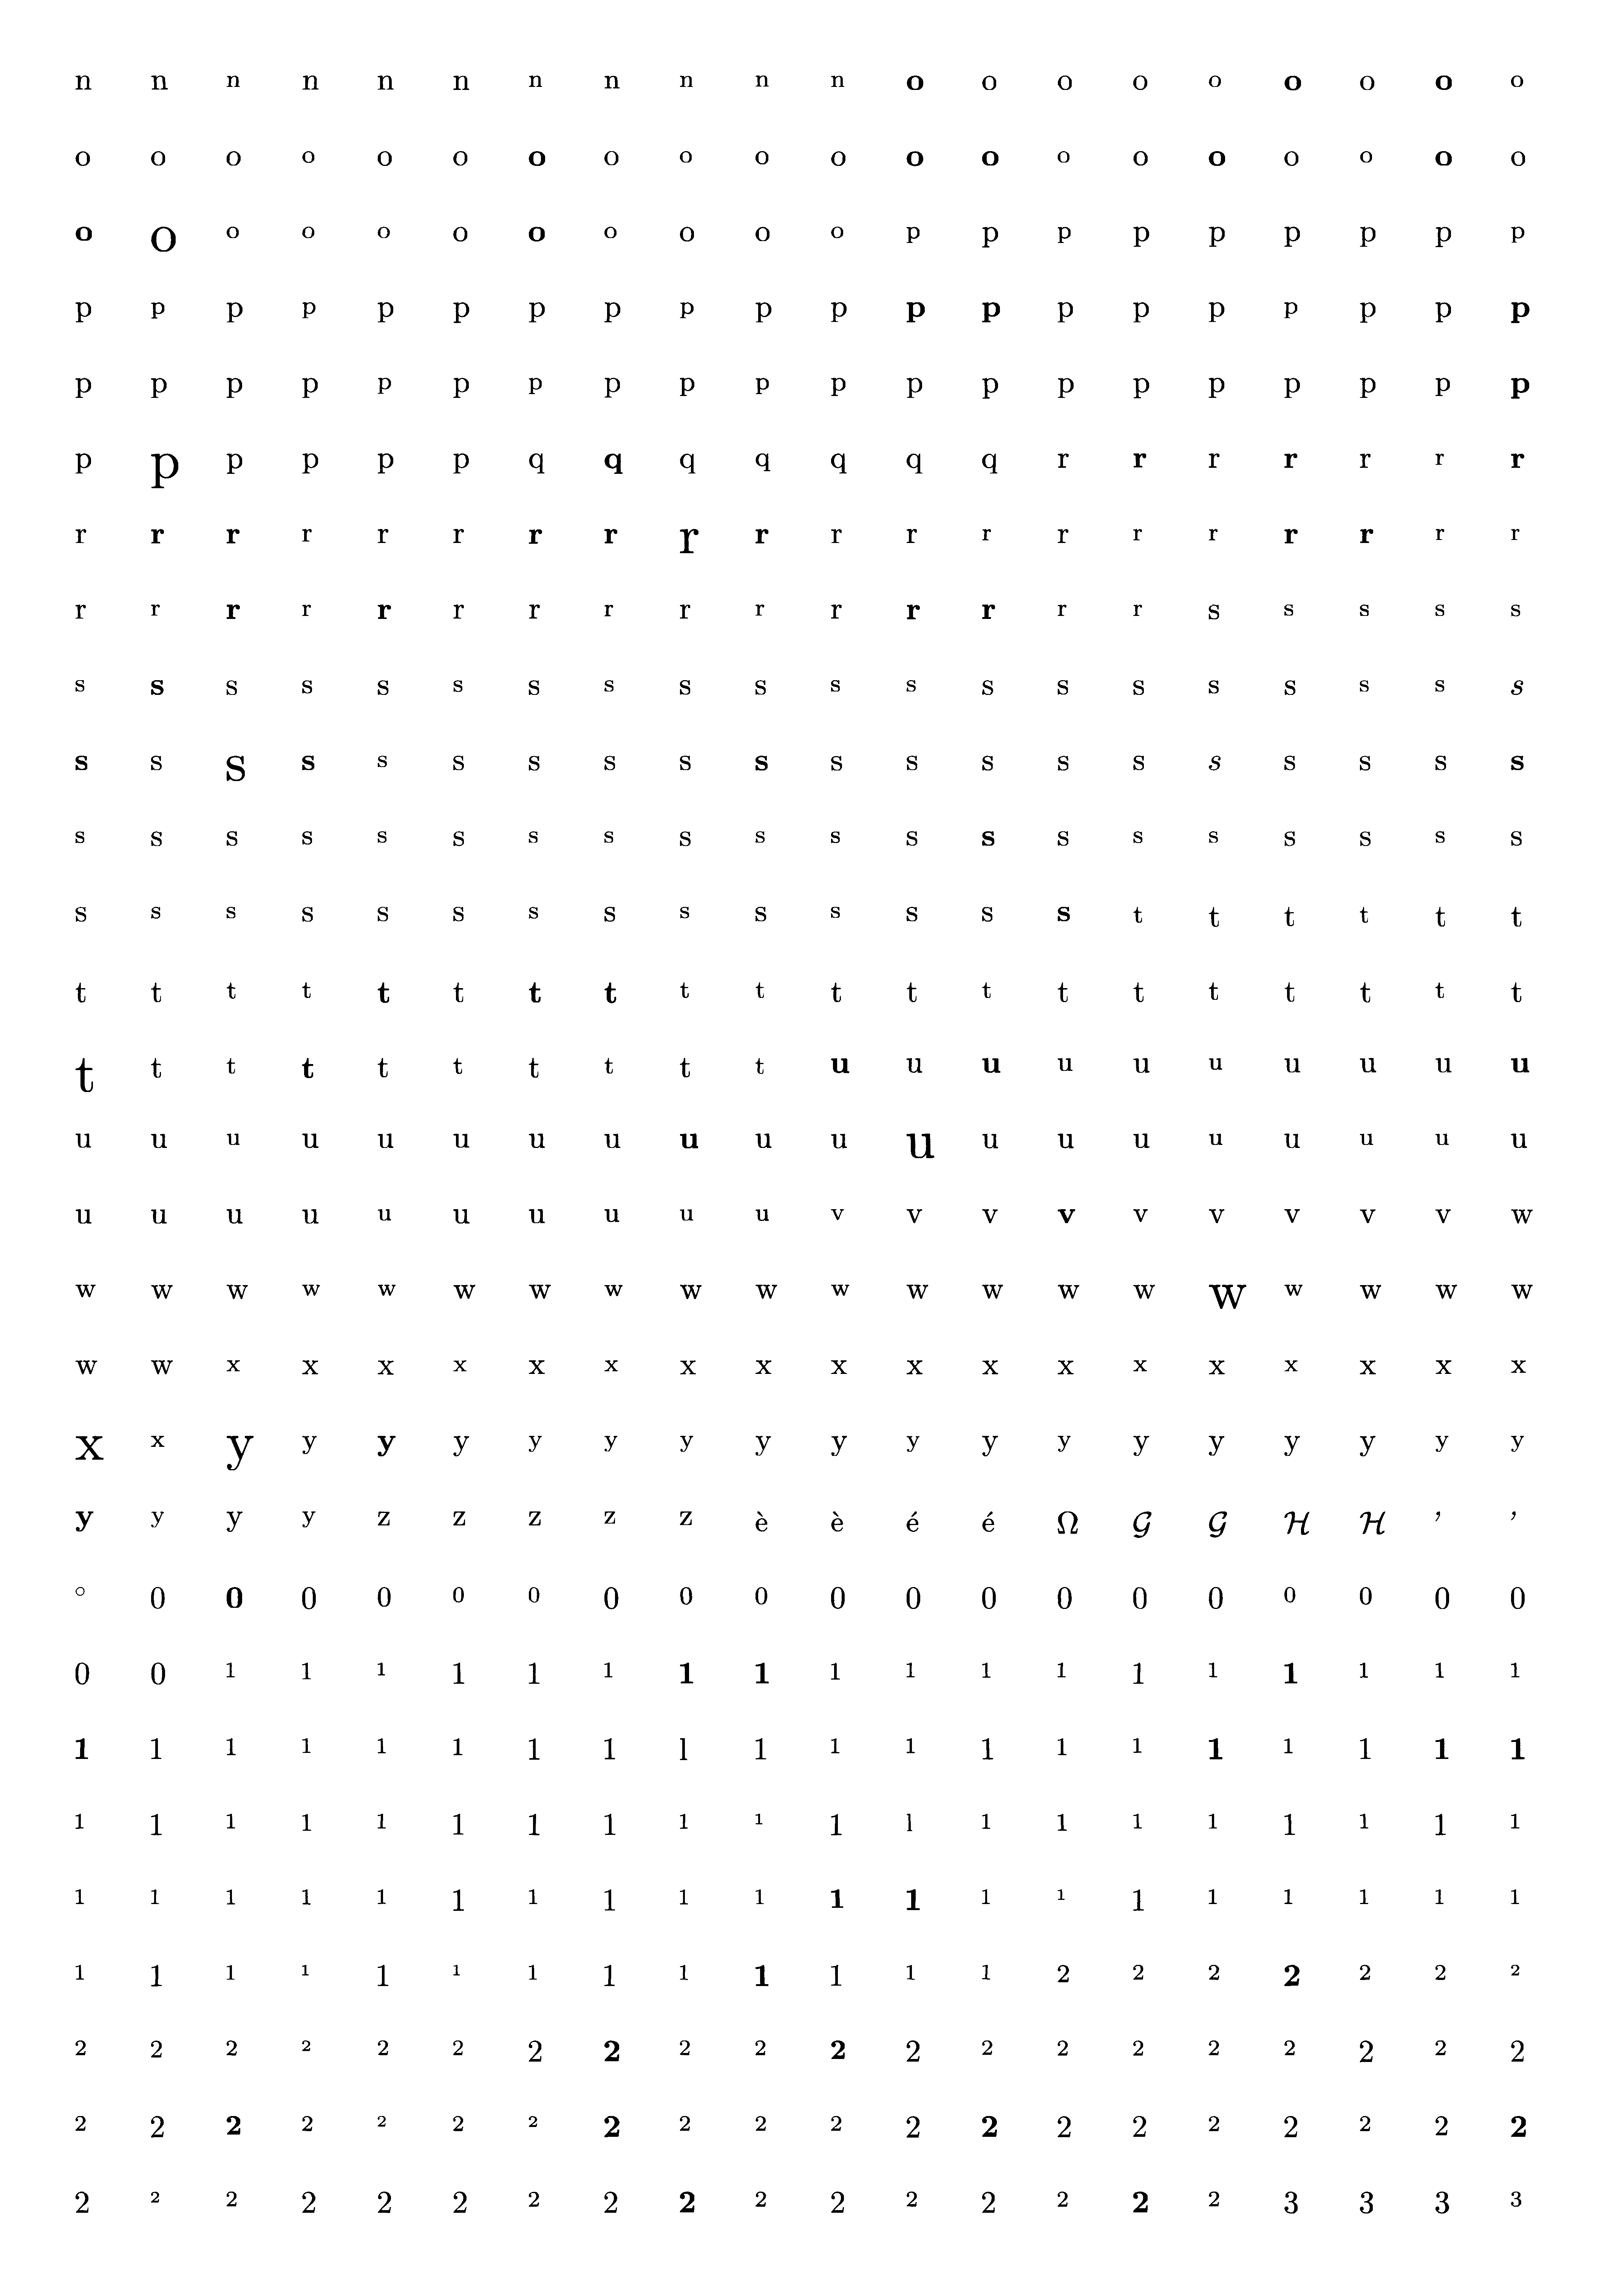 n n n n n n n n n n n o o o o o o o o o
o o o o o o o o o o o o o o o o o o o o
o o o o o o o o o o o p p p p p p p p p
p p p p p p p p p p p p p p p p p p p p
p p p p p p p p p p p p p p p p p p p p
p p p p p p q q q q q q q r r r r r r r
r r r r r r r r r r r r r r r r r r r r
r r r r r r r r r r r r r r r s s s s s
s s s s s s s s s s s s s s s s s s s s
s s s s s s s s s s s s s s s s s s s s
s s s s s s s s s s s s s s s s s s s s
s s s s s s s s s s s s s s t t t t t t
t t t t t t t t t t t t t t t t t t t t
t t t t t t t t t t u u u u u u u u u u
u u u u u u u u u u u u u u u u u u u u
u u u u u u u u u u v v v v v v v v v w
w w w w w w w w w w w w w w w w w w w w
w w x x x x x x x x x x x x x x x x x x
x x y y y y y y y y y y y y y y y y y y
y y y y z z z z z è è é é Ω 𝒢 𝒢 ℋ ℋ ’ ’
° 0 0 0 0 0 0 0 0 0 0 0 0 0 0 0 0 0 0 0
0 0 1 1 1 1 1 1 1 1 1 1 1 1 1 1 1 1 1 1
1 1 1 1 1 1 1 1 l 1 1 1 1 1 1 1 1 1 1 1
1 1 1 1 1 1 1 1 1 1 1 l 1 1 1 1 1 1 1 1
1 1 1 1 1 1 1 1 1 1 1 1 1 1 1 1 1 1 1 1
1 1 1 1 1 1 1 1 1 1 1 1 1 2 2 2 2 2 2 2
2 2 2 2 2 2 2 2 2 2 2 2 2 2 2 2 2 2 2 2
2 2 2 2 2 2 2 2 2 2 2 2 2 2 2 2 2 2 2 2
2 2 2 2 2 2 2 2 2 2 2 2 2 2 2 2 3 3 3 3